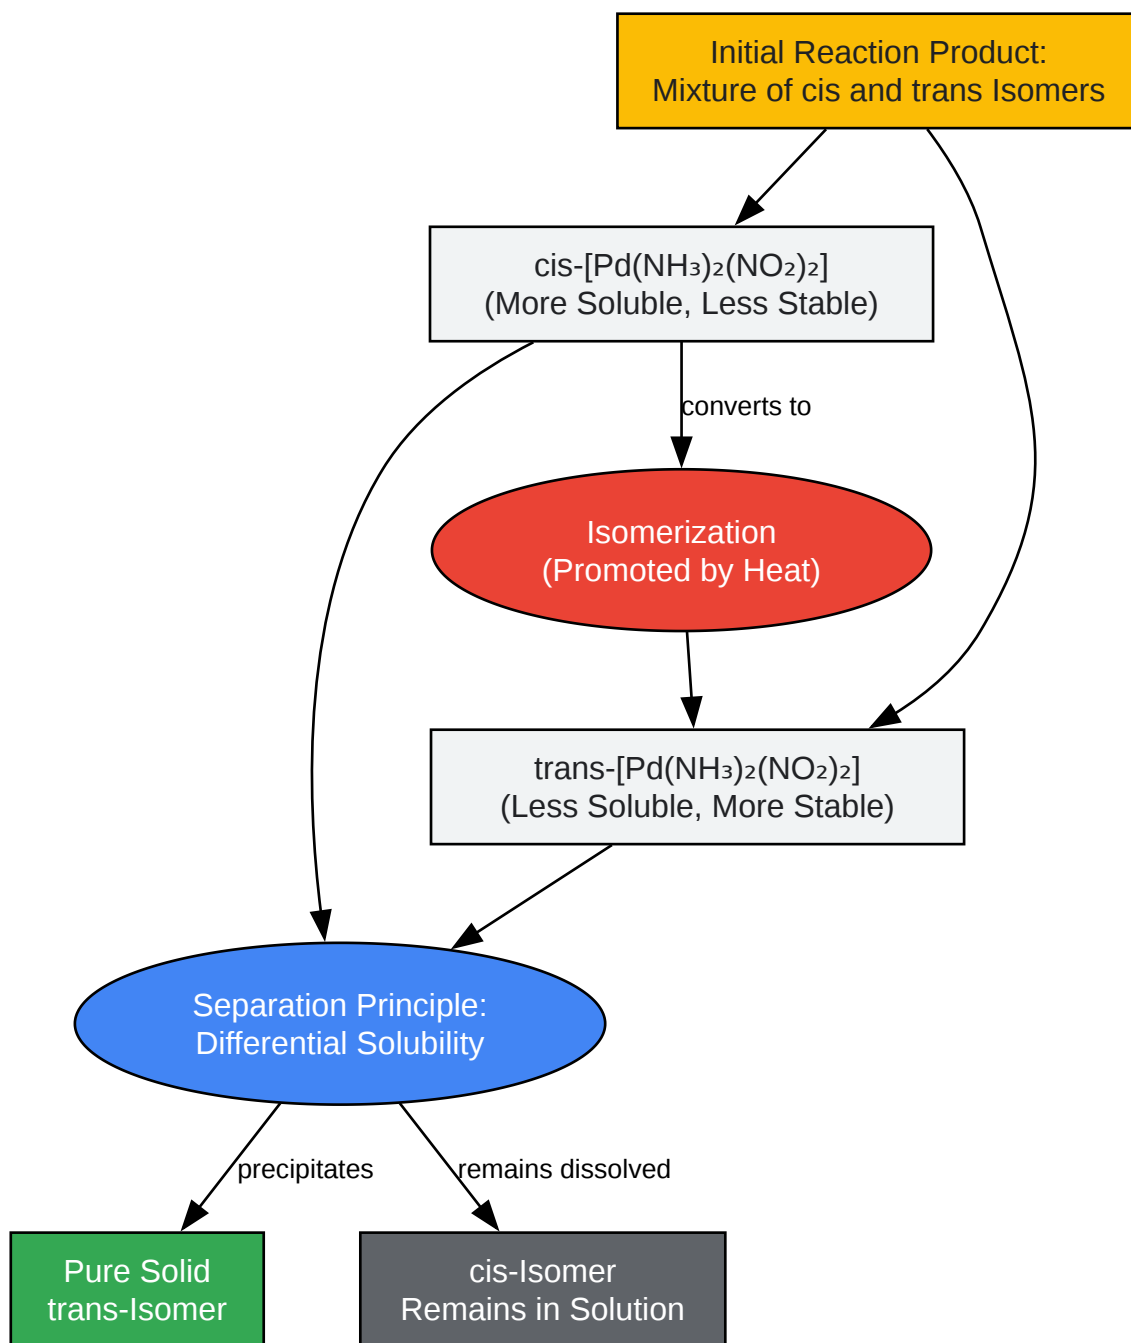 Initial Reaction Product:
Mixture of cis and trans Isomers
cis-[Pd(NH₃)₂(NO₂)₂]
(More Soluble, Less Stable)
converts to
Isomerization
(Promoted by Heat)
trans-[Pd(NH₃)₂(NO₂)₂]
(Less Soluble, More Stable)
Separation Principle:
Differential Solubility
precipitates
remains dissolved
Pure Solid
trans-Isomer
cis-Isomer
Remains in Solution